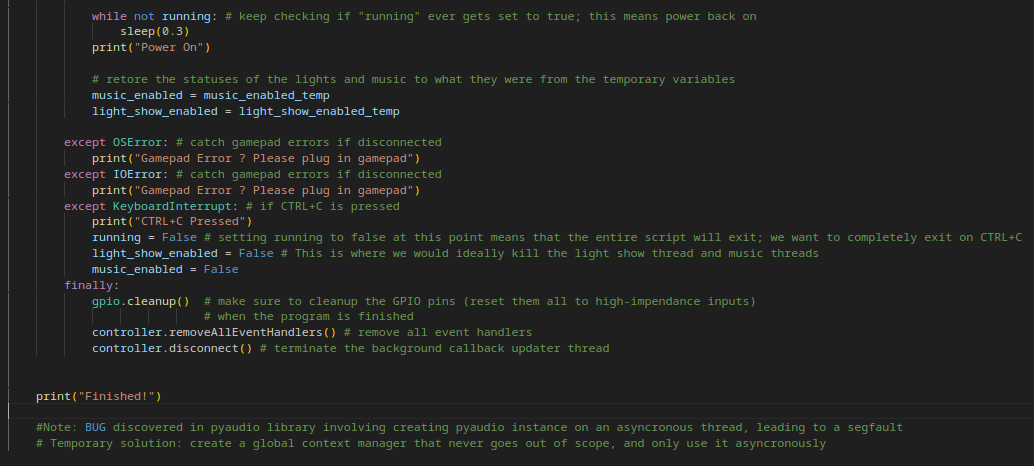 while not running: # keep checking if "running" ever gets set to true; this means power back on
sleep(0.3)
print("Power On")
# retore the statuses of the lights and music to what they were from the temporary variables
music_enabled = music_enabled_temp
light_show_enabled = light_show_enabled_temp
except OSError: # catch gamepad errors if disconnected
print("Gamepad Error ? Please plug in gamepad")
except IOError: # catch gamepad errors if disconnected
print("Gamepad Error ? Please plug in gamepad")
except KeyboardInterrupt: # if CTRL+C is pressed
print("CTRL+C Pressed")
running = False # setting running to false at this point means that the entire script will exit; we want to completely exit on CTRL+C
light_show_enabled = False # This is where we would ideally kill the light show thread and music threads
music_enabled = False
finally:
gpio.cleanup() # make sure to cleanup the GPIO pins (reset them all to high-impendance inputs)
# when the program is finished
controller.removeAllEventHandlers() # remove all event handlers
controller.disconnect() # terminate the background callback updater thread
print("Finished!")
#Note: BUG discovered in pyaudio library involving creating pyaudio instance on an asyncronous thread, leading to a segfault
# Temporary solution: create a global context manager that never goes out of scope, and only use it asyncronously